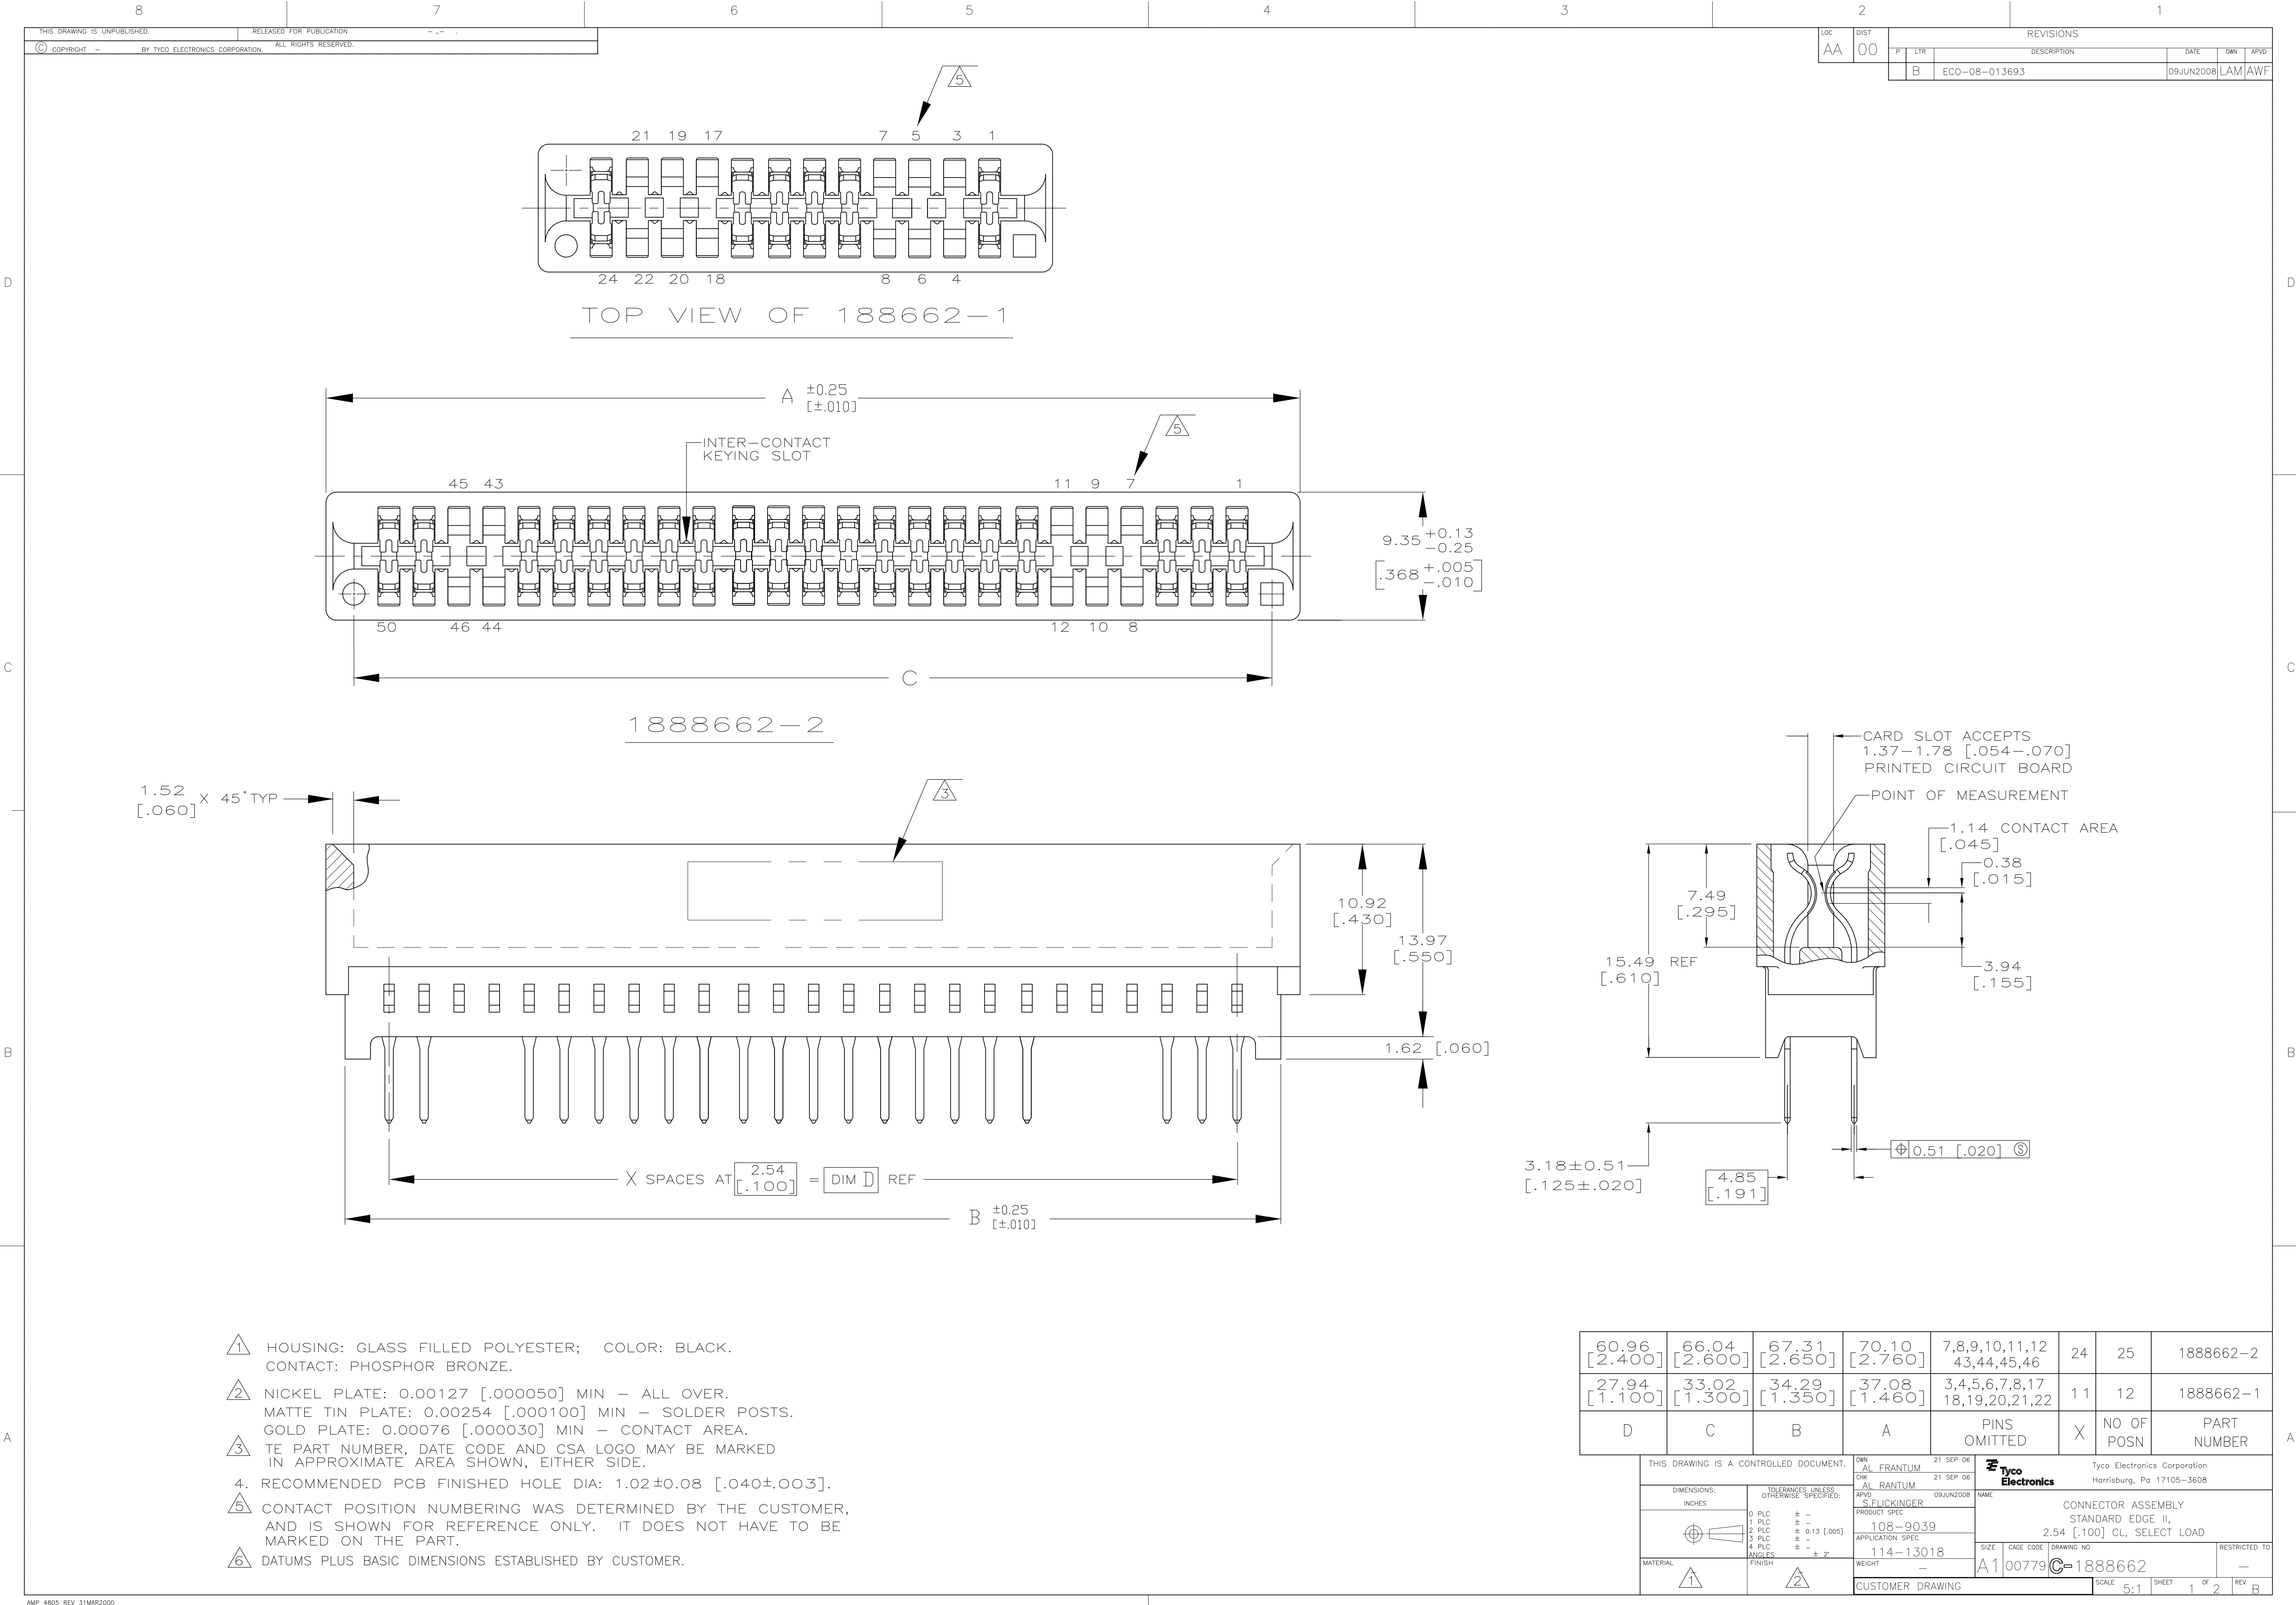 8 7 6 5 4 3 2 1
THIS DRAWING IS UNPUBLISHED. RELEASED FOR PUBLICATION – ,– .
© COPYRIGHT – BY TYCO ELECTRONICS CORPORATION. ALL RIGHTS RESERVED.
LOC DIST REVISIONS
AA 00 P LTR DESCRIPTION DATE DWN APVD
B ECO-08-013693 09JUN2008 LAM AWF
5
21 19 17 7 5 3 1
24 22 20 18 8 6 4
TOP VIEW OF 188662-1
D D
A ±0.25 [±.010]
5
INTER-CONTACT
KEYING SLOT
45 43 11 9 7 1
9.35 +0.13 -0.25
[.368 +.005 -.010]
50 46 44 12 10 8
C C
C
1888662-2
1.52 [.060] X 45° TYP
3
CARD SLOT ACCEPTS
1.37-1.78 [.054-.070]
PRINTED CIRCUIT BOARD
POINT OF MEASUREMENT
1.14 CONTACT AREA
[.045]
0.38
[.015]
7.49
[.295]
10.92
[.430]
13.97
[.550]
15.49 REF
[.610]
3.94
[.155]
B B
1.62 [.060]
⌖ 0.51 [.020] Ⓢ
3.18±0.51
[.125±.020]
4.85
[.191]
X SPACES AT 2.54 [.100] = DIM D REF
B ±0.25 [±.010]
1 HOUSING: GLASS FILLED POLYESTER; COLOR: BLACK.
CONTACT: PHOSPHOR BRONZE.
2 NICKEL PLATE: 0.00127 [.000050] MIN – ALL OVER.
MATTE TIN PLATE: 0.00254 [.000100] MIN – SOLDER POSTS.
GOLD PLATE: 0.00076 [.000030] MIN – CONTACT AREA.
3 TE PART NUMBER, DATE CODE AND CSA LOGO MAY BE MARKED
IN APPROXIMATE AREA SHOWN, EITHER SIDE.
4. RECOMMENDED PCB FINISHED HOLE DIA: 1.02±0.08 [.040±.003].
5 CONTACT POSITION NUMBERING WAS DETERMINED BY THE CUSTOMER,
AND IS SHOWN FOR REFERENCE ONLY. IT DOES NOT HAVE TO BE
MARKED ON THE PART.
6 DATUMS PLUS BASIC DIMENSIONS ESTABLISHED BY CUSTOMER.
A A
60.96 66.04 67.31 70.10 7,8,9,10,11,12 24 25 1888662-2
[2.400] [2.600] [2.650] [2.760] 43,44,45,46
27.94 33.02 34.29 37.08 3,4,5,6,7,8,17 11 12 1888662-1
[1.100] [1.300] [1.350] [1.460] 18,19,20,21,22
D C B A PINS OMITTED X NO OF POSN PART NUMBER
THIS DRAWING IS A CONTROLLED DOCUMENT.
DIMENSIONS:
INCHES
TOLERANCES UNLESS
OTHERWISE SPECIFIED:
0 PLC ± –
1 PLC ± –
2 PLC ± 0.13 [.005]
3 PLC ± –
4 PLC ± –
ANGLES ± 2°
MATERIAL 1
FINISH 2
DWN 21 SEP 06
AL FRANTUM
CHK 21 SEP 06
AL RANTUM
APVD 09JUN2008
S.FLICKINGER
PRODUCT SPEC
108-9039
APPLICATION SPEC
114-13018
WEIGHT
–
CUSTOMER DRAWING
Tyco
Electronics
Tyco Electronics Corporation
Harrisburg, Pa 17105-3608
NAME
CONNECTOR ASSEMBLY
STANDARD EDGE II,
2.54 [.100] CL, SELECT LOAD
SIZE CAGE CODE DRAWING NO RESTRICTED TO
A1 00779 C-1888662 –
SCALE 5:1 SHEET 1 OF 2 REV B
AMP 4805 REV 31MAR2000